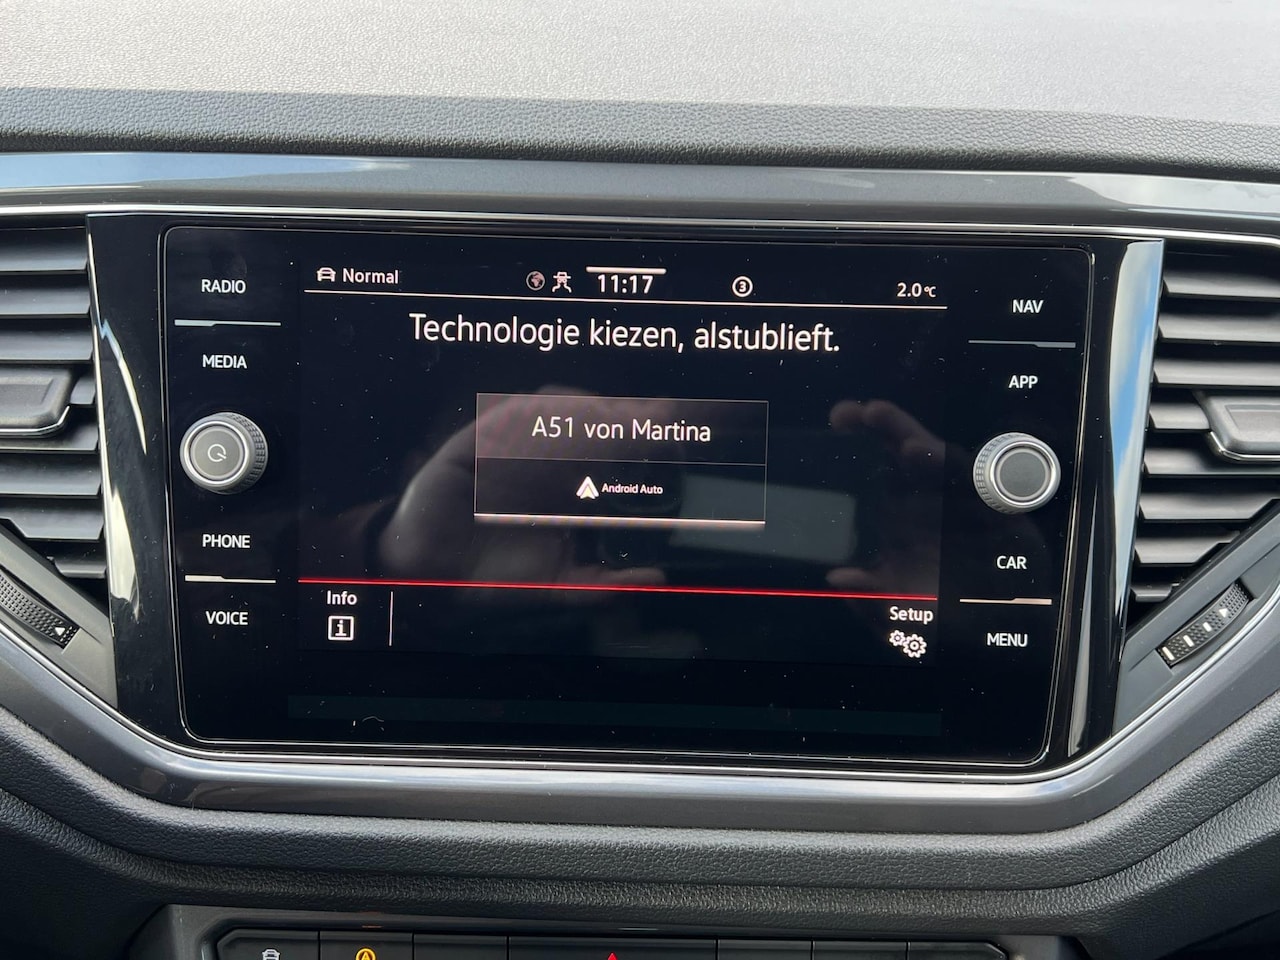 RADIO
MEDIA
PHONE
VOICE
Normal
11:17
3
2.0°C
Technologie kiezen, alstublieft.
A51 von Martina
Android Auto
Info
Setup
NAV
APP
CAR
MENU